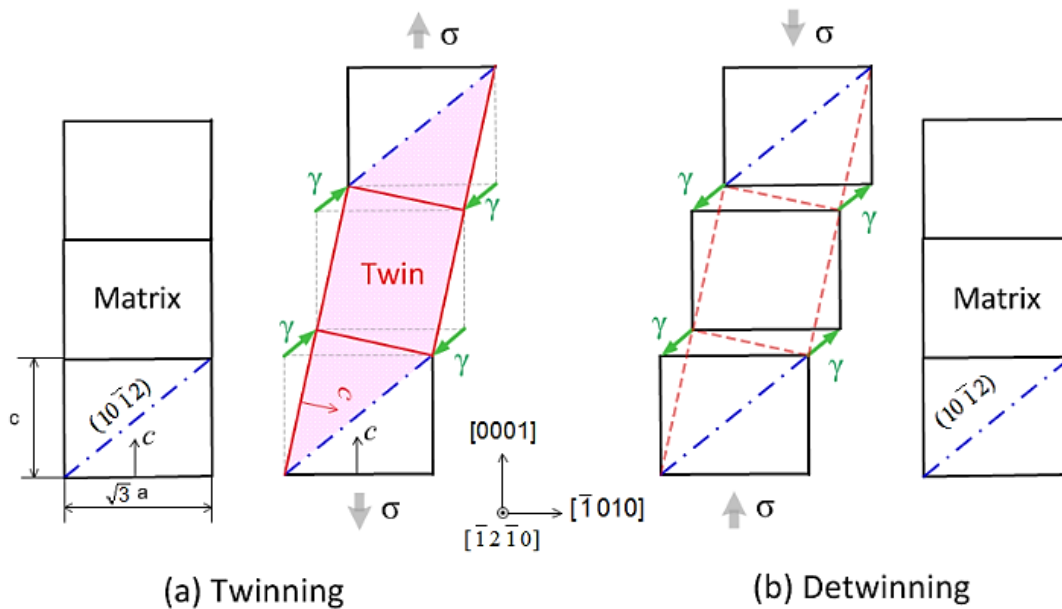 σ
γ
γ
Matrix
Twin
γ
γ
c
(101̅2)
c
√3 a
c
c
σ
[0001]
[1̅010]
[1̅21̅0]
(a) Twinning
σ
γ
γ
γ
γ
Matrix
(101̅2)
σ
(b) Detwinning